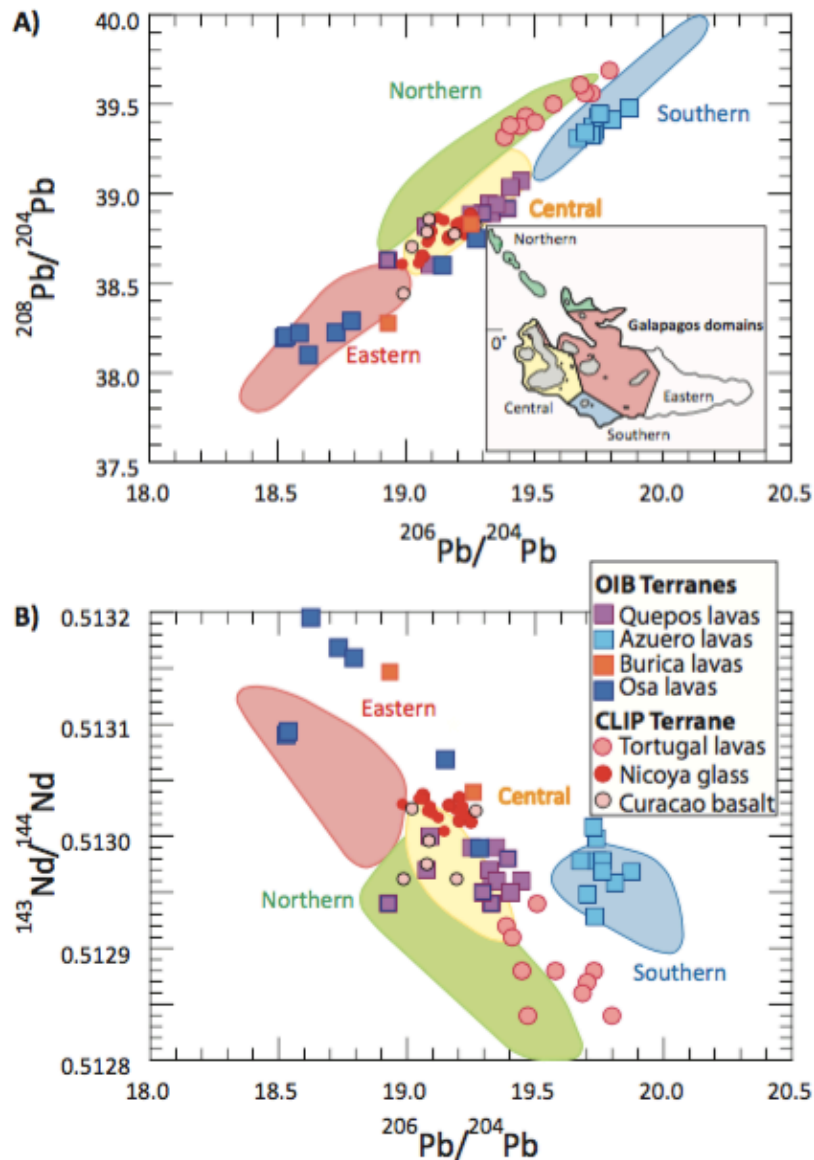 A)
40.0
39.5
39.0
38.5
38.0
37.5
²⁰⁸Pb/²⁰⁴Pb
Northern
Southern
Central
Eastern
Northern
0°
Galapagos domains
Central
Eastern
Southern
18.0 18.5 19.0 19.5 20.0 20.5
²⁰⁶Pb/²⁰⁴Pb
B)
0.5132
0.5131
0.5130
0.5129
0.5128
¹⁴³Nd/¹⁴⁴Nd
Eastern
Central
Northern
Southern
OIB Terranes
Quepos lavas
Azuero lavas
Burica lavas
Osa lavas
CLIP Terrane
Tortugal lavas
Nicoya glass
Curacao basalt
18.0 18.5 19.0 19.5 20.0 20.5
²⁰⁶Pb/²⁰⁴Pb